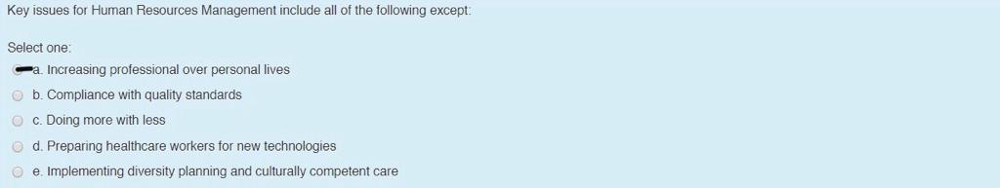 Key issues for Human Resources Management include all of the following except:
Select one:
a. Increasing professional over personal lives
b. Compliance with quality standards
c. Doing more with less
d. Preparing healthcare workers for new technologies
e. Implementing diversity planning and culturally competent care